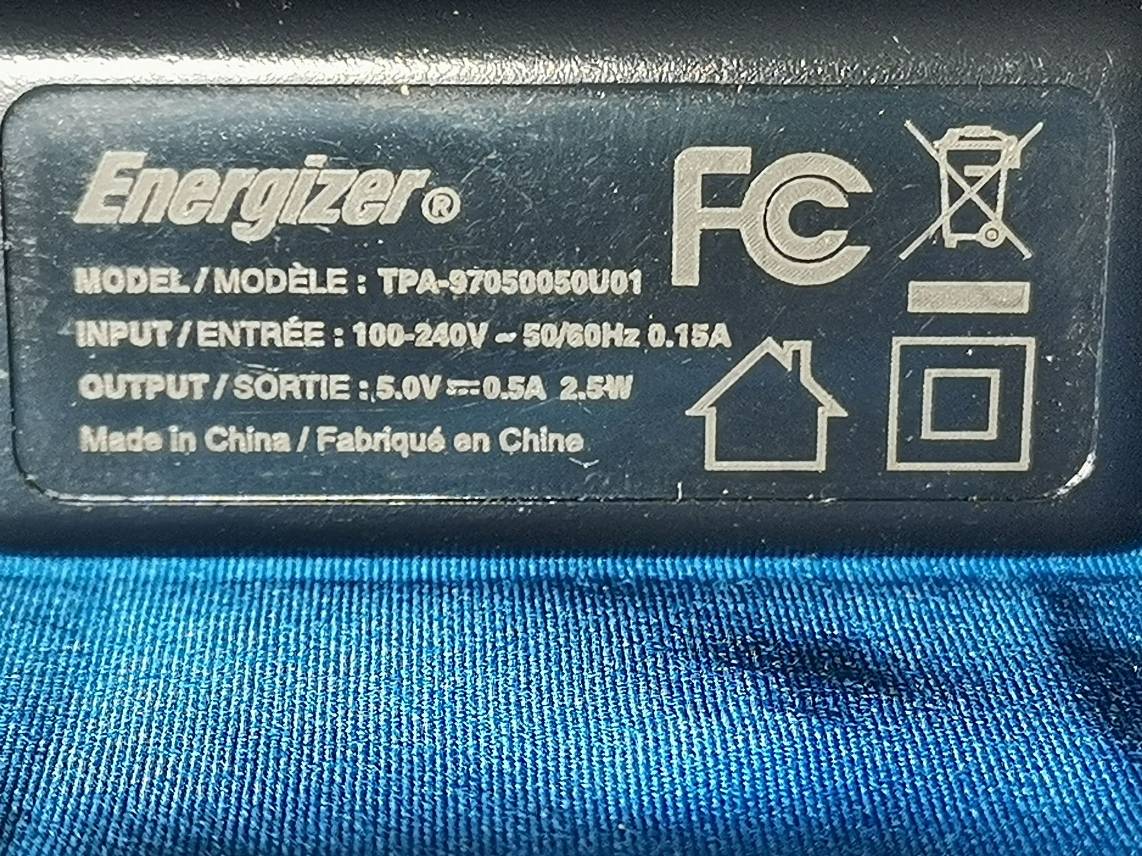 Energizer®
FC
MODEL / MODÈLE : TPA-97050050U01
INPUT / ENTRÉE : 100-240V ~ 50/60Hz 0.15A
OUTPUT / SORTIE : 5.0V ⎓ 0.5A 2.5W
Made in China / Fabriqué en Chine